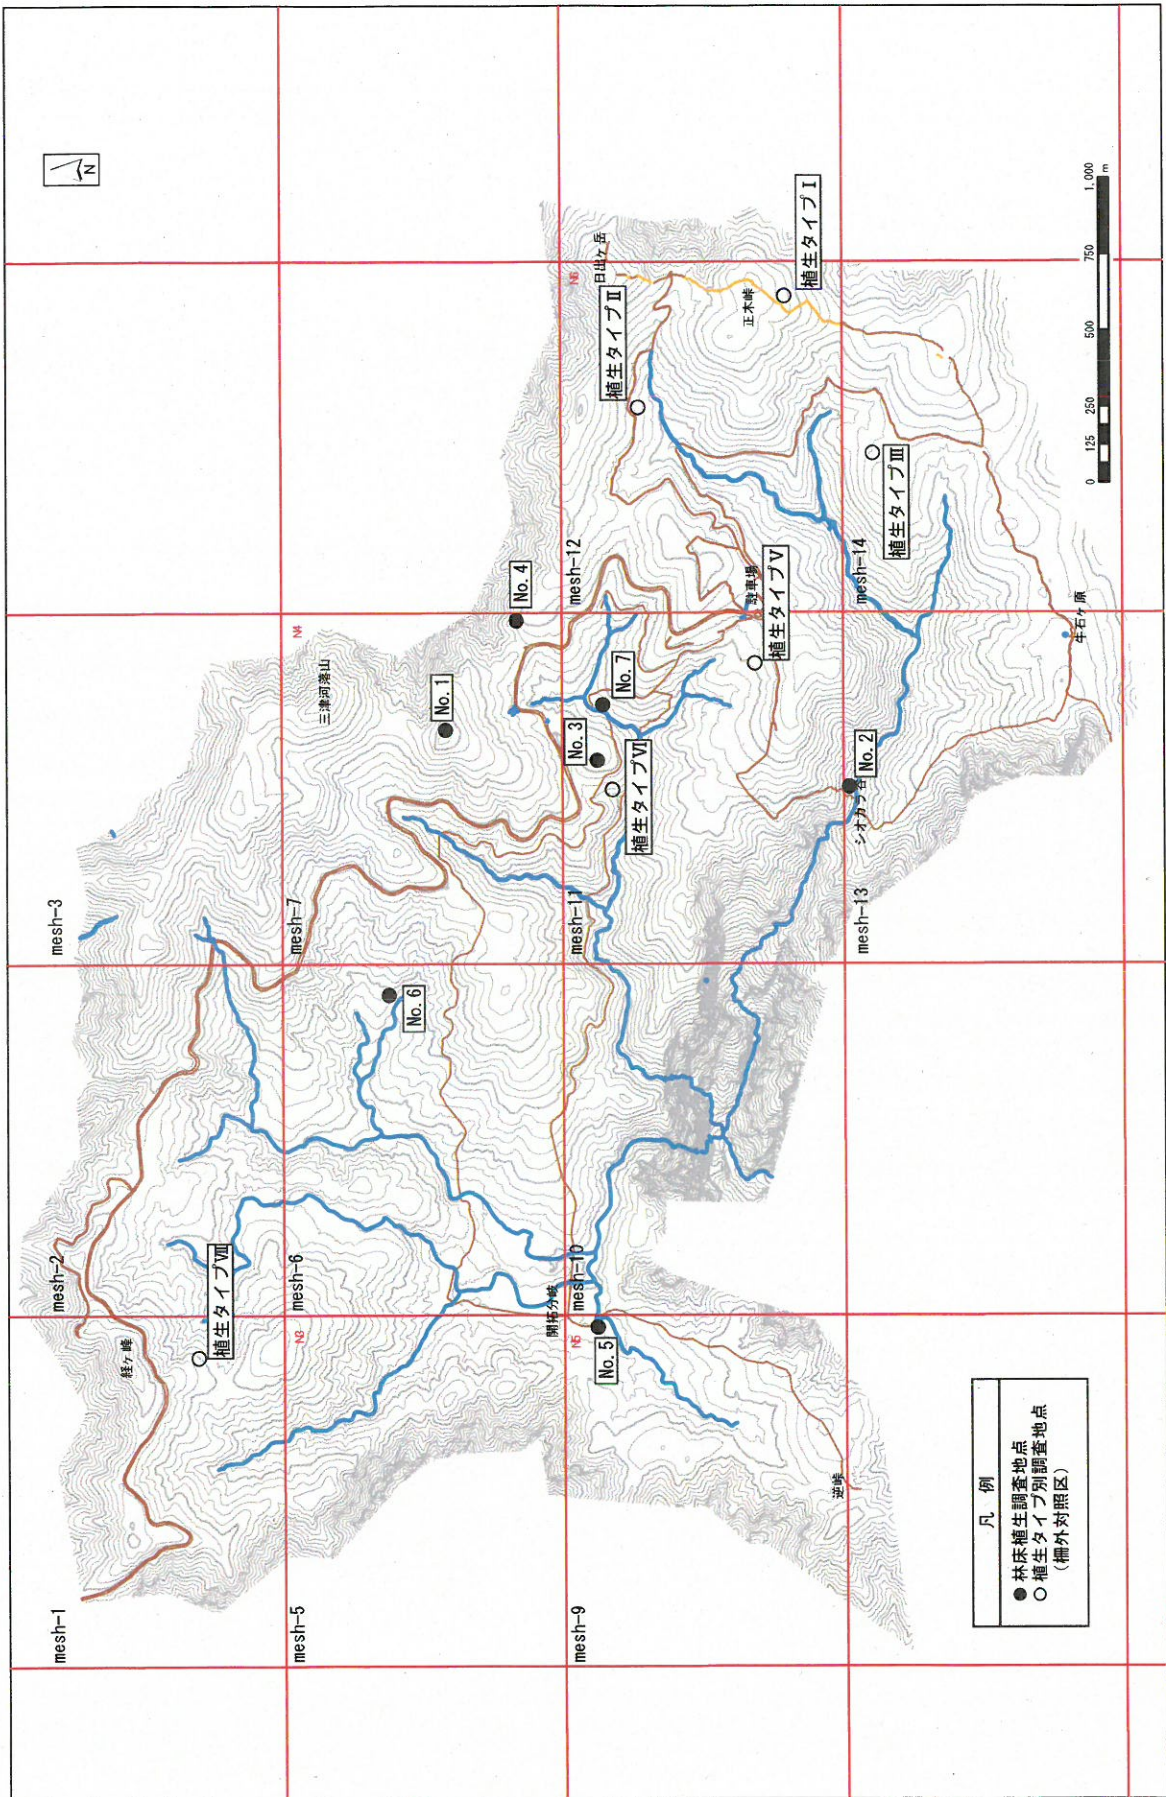 N
mesh-1
mesh-2
mesh-3
経ケ峰
植生タイプⅧ
mesh-5
N3
mesh-6
mesh-7
N4
三津河落山
No. 6
No. 1
No. 4
mesh-9
N5
開拓分岐
mesh-10
mesh-11
mesh-12
N6
日出ケ岳
No. 5
No. 3
No. 7
植生タイプⅥ
植生タイプⅡ
正木峠
植生タイプⅠ
駐車場
植生タイプⅤ
逆峠
mesh-13
シオカラ谷
No. 2
mesh-14
植生タイプⅢ
牛石ケ原
凡 例
● 林床植生調査地点
○ 植生タイプ別調査地点
(柵外対照区)
0 125 250 500 750 1,000
m